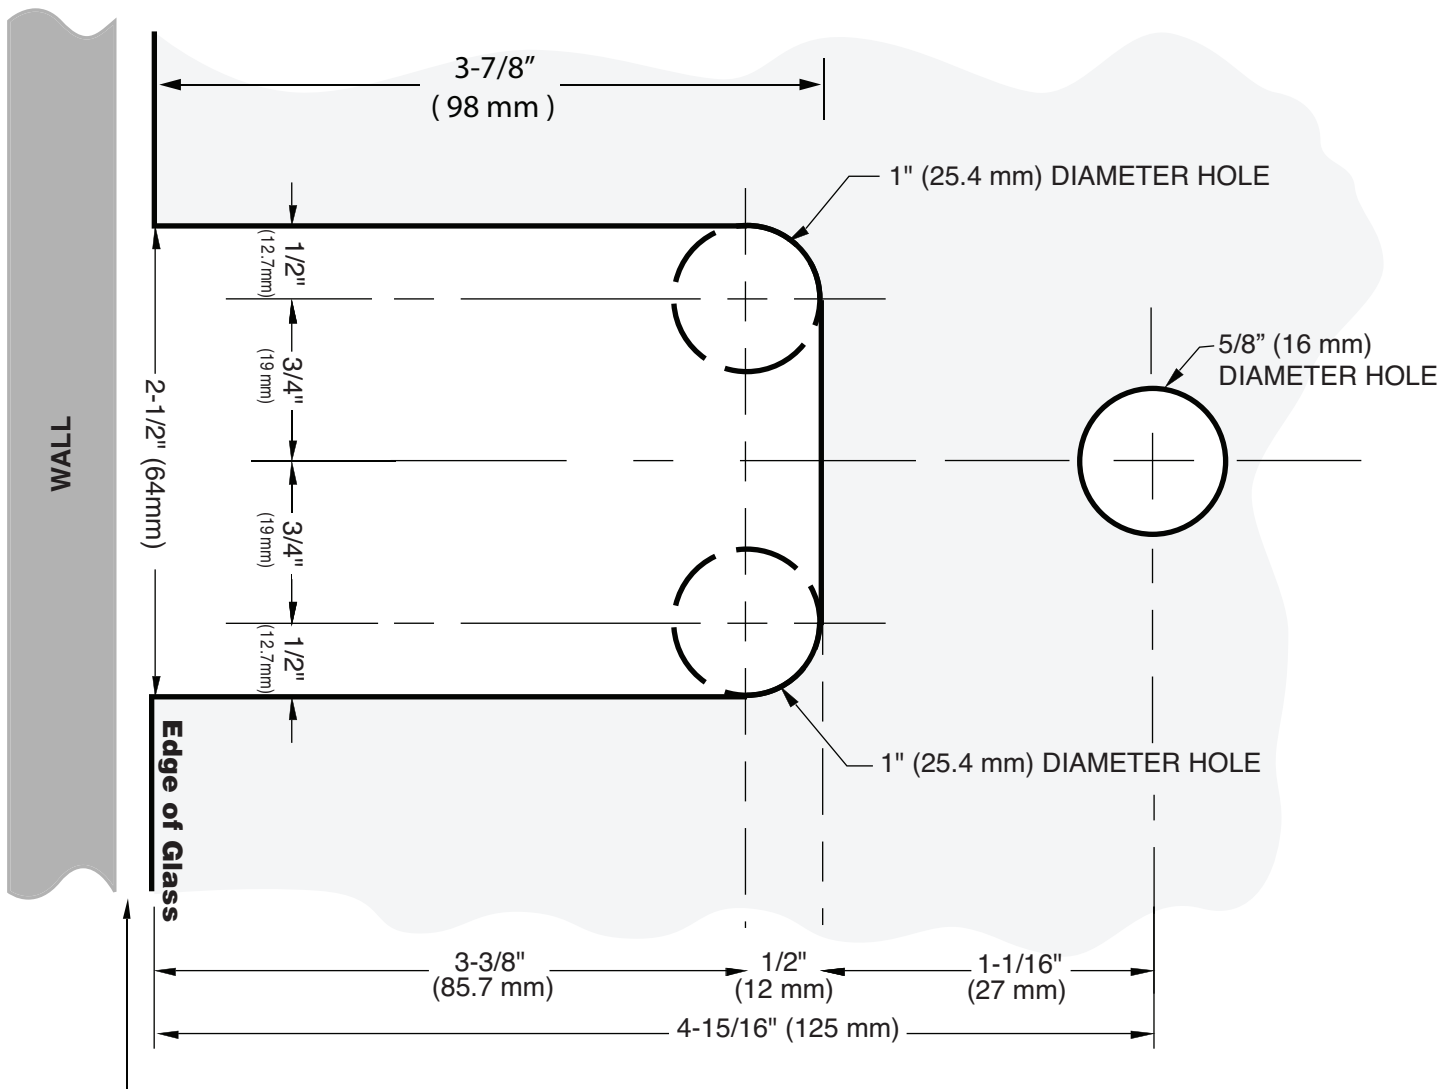 3-7/8”
( 98 mm )
1" (25.4 mm) DIAMETER HOLE
1/2"
(12.7mm)
3/4"
(19 mm)
5/8” (16 mm)
DIAMETER HOLE
2-1/2" (64mm)
WALL
3/4"
(19 mm)
1/2"
(12.7mm)
Edge of Glass
1" (25.4 mm) DIAMETER HOLE
3-3/8"
(85.7 mm)
1/2"
(12 mm)
1-1/16"
(27 mm)
4-15/16" (125 mm)